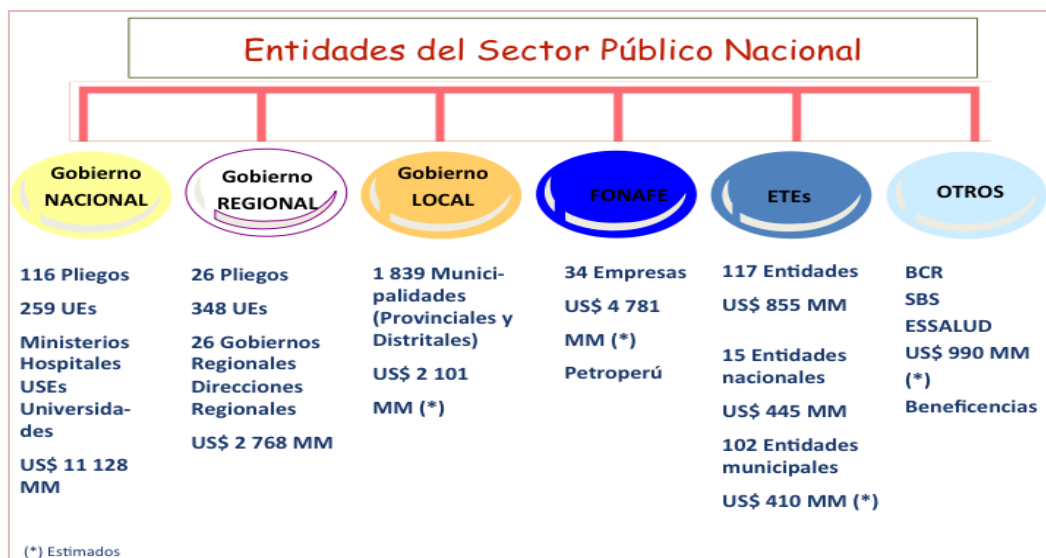 Entidades del Sector Público Nacional
Gobierno
NACIONAL
116 Pliegos
259 UEs
Ministerios
Hospitales
USEs
Universida-
des
US$ 11 128
MM
Gobierno
REGIONAL
26 Pliegos
348 UEs
26 Gobiernos
Regionales
Direcciones
Regionales
US$ 2 768 MM
Gobierno
LOCAL
1 839 Munici-
palidades
(Provinciales y
Distritales)
US$ 2 101
MM (*)
FONAFE
34 Empresas
US$ 4 781
MM (*)
Petroperú
ETEs
117 Entidades
US$ 855 MM
15 Entidades
nacionales
US$ 445 MM
102 Entidades
municipales
US$ 410 MM (*)
OTROS
BCR
SBS
ESSALUD
US$ 990 MM
(*)
Beneficencias
(*) Estimados